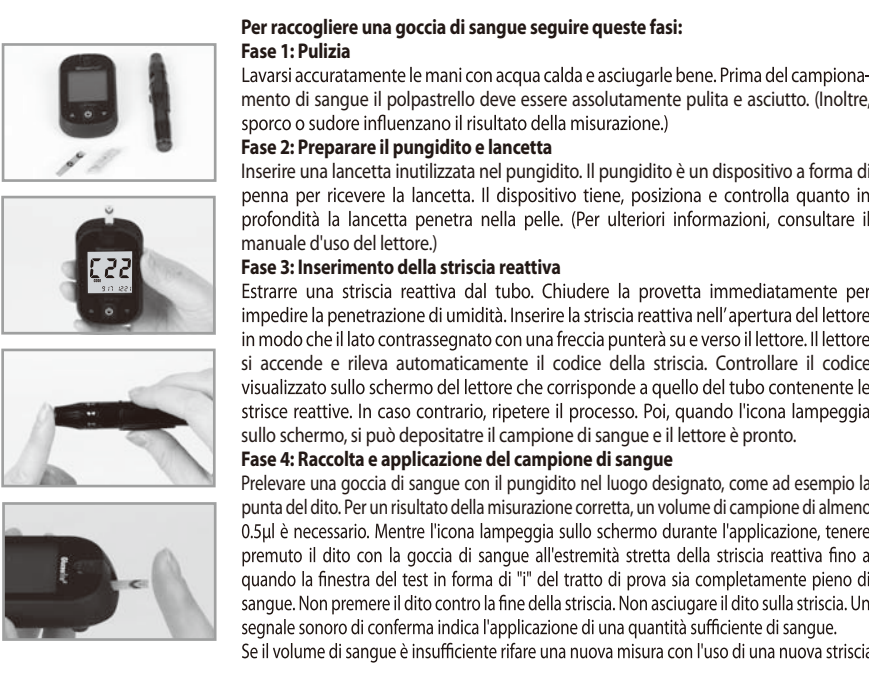 Per raccogliere una goccia di sangue seguire queste fasi:
Fase 1: Pulizia
Lavarsi accuratamente le mani con acqua calda e asciugarle bene. Prima del campiona-
mento di sangue il polpastrello deve essere assolutamente pulita e asciutto. (Inoltre,
sporco o sudore influenzano il risultato della misurazione.)
Fase 2: Preparare il pungidito e lancetta
Inserire una lancetta inutilizzata nel pungidito. Il pungidito è un dispositivo a forma di
penna per ricevere la lancetta. Il dispositivo tiene, posiziona e controlla quanto in
profondità la lancetta penetra nella pelle. (Per ulteriori informazioni, consultare il
manuale d'uso del lettore.)
Fase 3: Inserimento della striscia reattiva
Estrarre una striscia reattiva dal tubo. Chiudere la provetta immediatamente per
impedire la penetrazione di umidità. Inserire la striscia reattiva nell'apertura del lettore
in modo che il lato contrassegnato con una freccia punterà su e verso il lettore. Il lettore
si accende e rileva automaticamente il codice della striscia. Controllare il codice
visualizzato sullo schermo del lettore che corrisponde a quello del tubo contenente le
strisce reattive. In caso contrario, ripetere il processo. Poi, quando l'icona lampeggia
sullo schermo, si può depositatre il campione di sangue e il lettore è pronto.
Fase 4: Raccolta e applicazione del campione di sangue
Prelevare una goccia di sangue con il pungidito nel luogo designato, come ad esempio la
punta del dito. Per un risultato della misurazione corretta, un volume di campione di almeno
0.5µl è necessario. Mentre l'icona lampeggia sullo schermo durante l'applicazione, tenere
premuto il dito con la goccia di sangue all'estremità stretta della striscia reattiva fino a
quando la finestra del test in forma di "i" del tratto di prova sia completamente pieno di
sangue. Non premere il dito contro la fine della striscia. Non asciugare il dito sulla striscia. Un
segnale sonoro di conferma indica l'applicazione di una quantità sufficiente di sangue.
Se il volume di sangue è insufficiente rifare una nuova misura con l'uso di una nuova striscia
C22